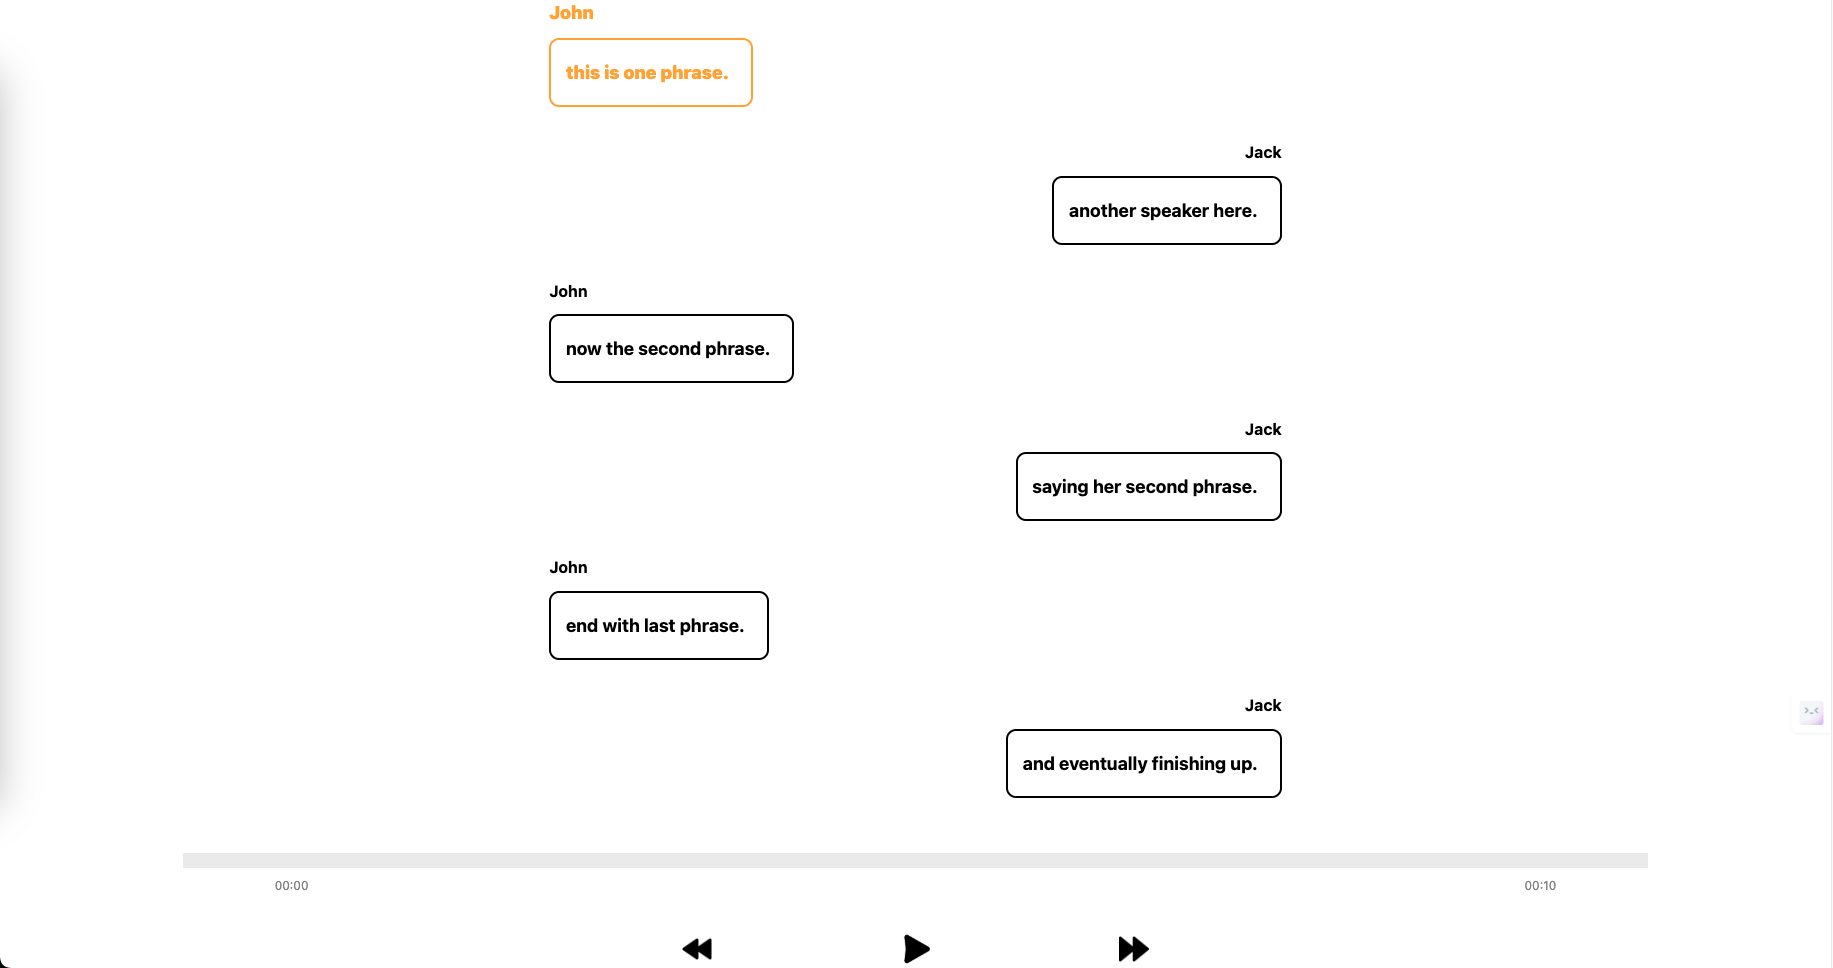 John
this is one phrase.
Jack
another speaker here.
John
now the second phrase.
Jack
saying her second phrase.
John
end with last phrase.
Jack
and eventually finishing up.
00:00
00:10